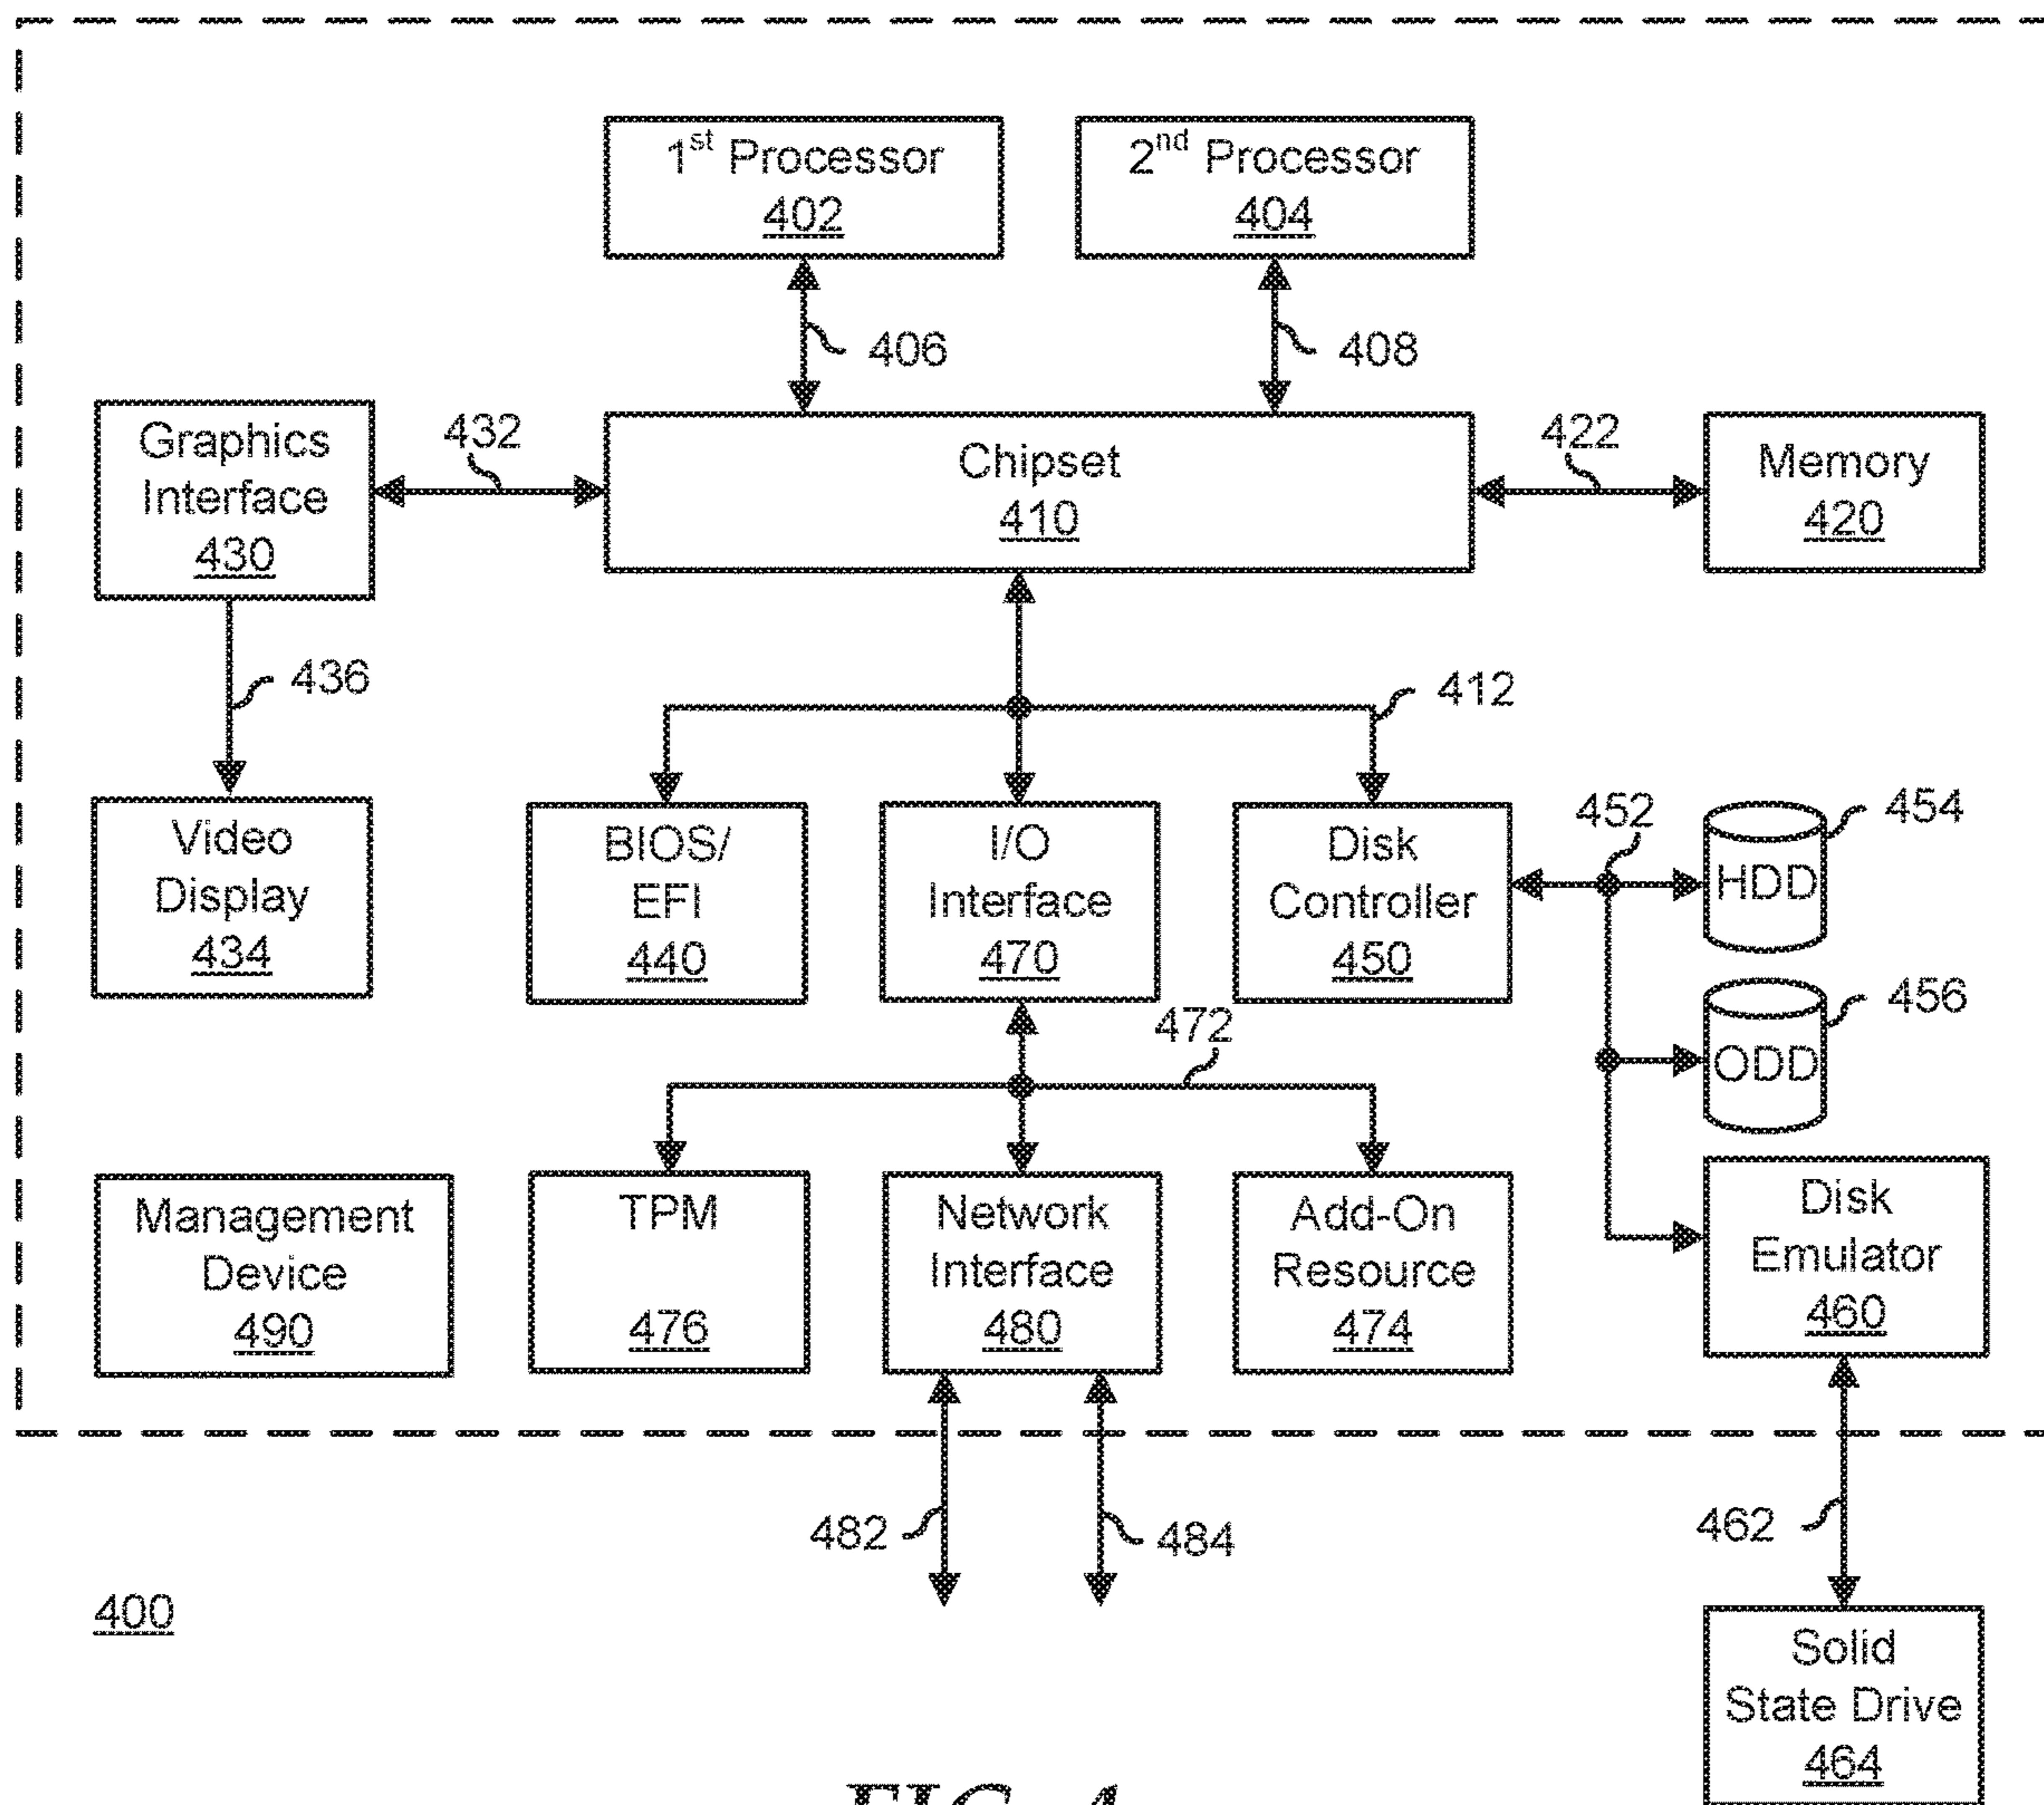 1st Processor
402
2nd Processor
404
406
408
Graphics
Interface
430
432
Chipset
410
422
Memory
420
436
412
Video
Display
434
BIOS/
EFI
440
I/O
Interface
470
Disk
Controller
450
452
HDD
454
ODD
456
472
Management
Device
490
TPM
476
Network
Interface
480
Add-On
Resource
474
Disk
Emulator
460
482
484
462
400
Solid
State Drive
464
FIG. 4